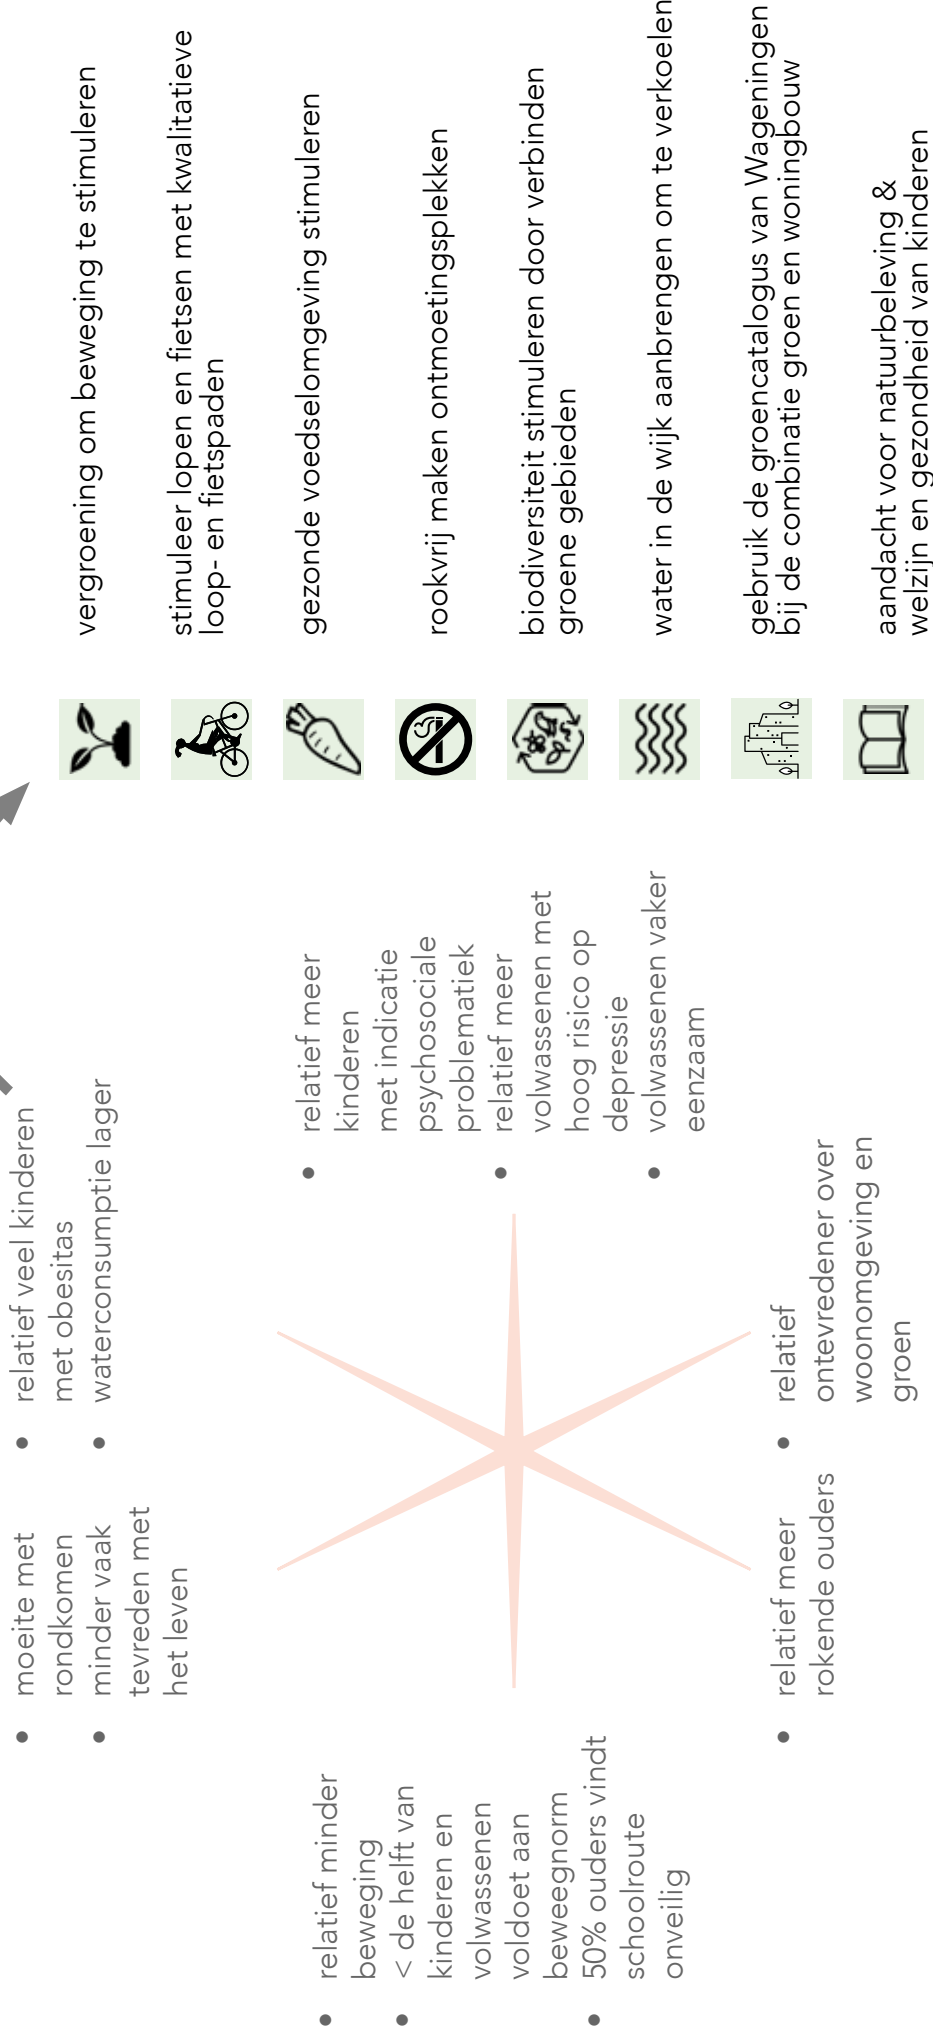 moeite met
rondkomen
minder vaak
tevreden met
het leven
relatief veel kinderen
met obesitas
waterconsumptie lager
relatief minder
beweging
< de helft van
kinderen en
volwassenen
voldoet aan
beweegnorm
50% ouders vindt
schoolroute
onveilig
relatief meer
kinderen
met indicatie
psychosociale
problematiek
relatief meer
volwassenen met
hoog risico op
depressie
volwassenen vaker
eenzaam
relatief meer
rokende ouders
relatief
ontevredener over
woonomgeving en
groen
vergroening om beweging te stimuleren
stimuleer lopen en fietsen met kwalitatieve
loop- en fietspaden
gezonde voedselomgeving stimuleren
rookvrij maken ontmoetingsplekken
biodiversiteit stimuleren door verbinden
groene gebieden
water in de wijk aanbrengen om te verkoelen
gebruik de groencatalogus van Wageningen
bij de combinatie groen en woningbouw
aandacht voor natuurbeleving &
welzijn en gezondheid van kinderen